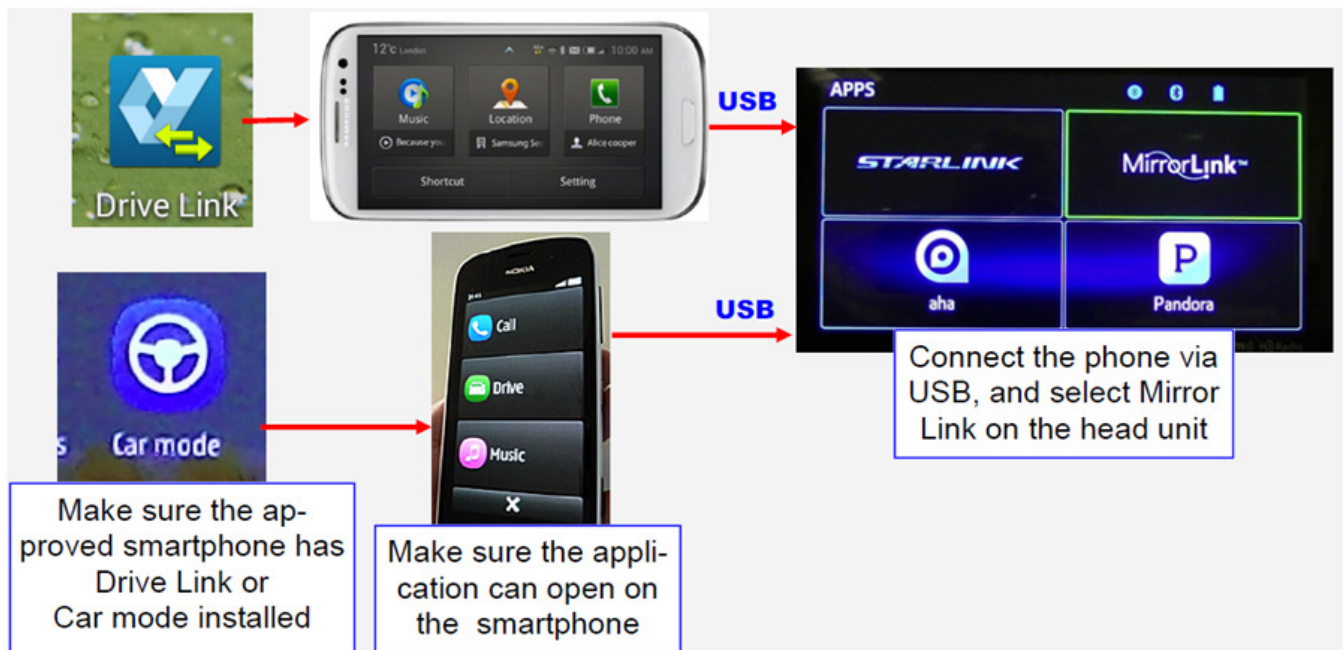 12°c London
10:00 AM
Music
Location
Phone
Because you
Samsung Se
Alice cooper
Shortcut
Setting
Drive Link
USB
APPS
STARLINK
MirrorLink™
aha
P
Pandora
NOKIA
Call
Drive
Music
USB
s Car mode
Connect the phone via
USB, and select Mirror
Link on the head unit
Make sure the ap-
proved smartphone has
Drive Link or
Car mode installed
Make sure the appli-
cation can open on
the smartphone